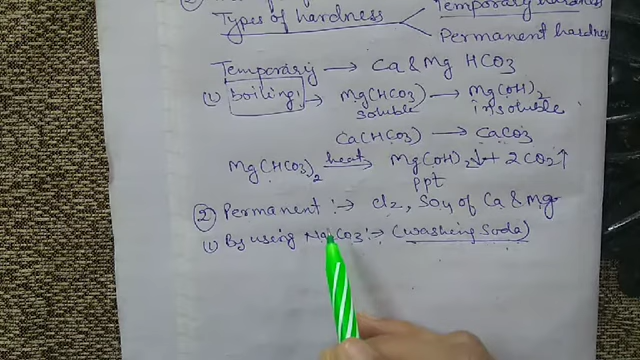 Types of hardness
Temporary hardness
Permanent hardness
Temporary → Ca & Mg HCO3
(1) boiling: → Mg(HCO3) → Mg(OH)2
soluble insoluble
Ca(HCO3) → CaCO3
Mg(HCO3)2 heat→ Mg(OH)2↓ + 2CO2↑
ppt
(2) Permanent :→ Cl2, SO4 of Ca & Mg
(1) By using CO3 :→ (washing Soda)